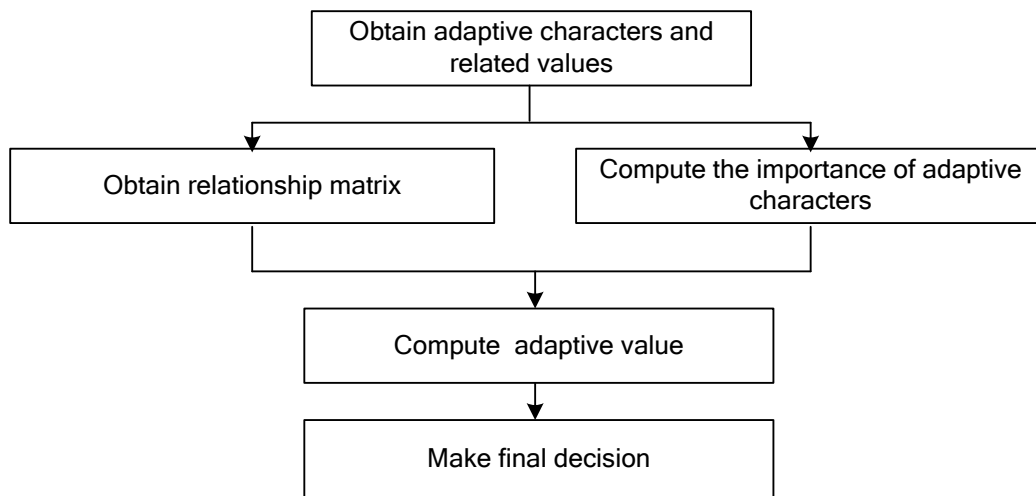 Obtain adaptive characters and
related values
Obtain relationship matrix
Compute the importance of adaptive
characters
Compute  adaptive value
Make final decision